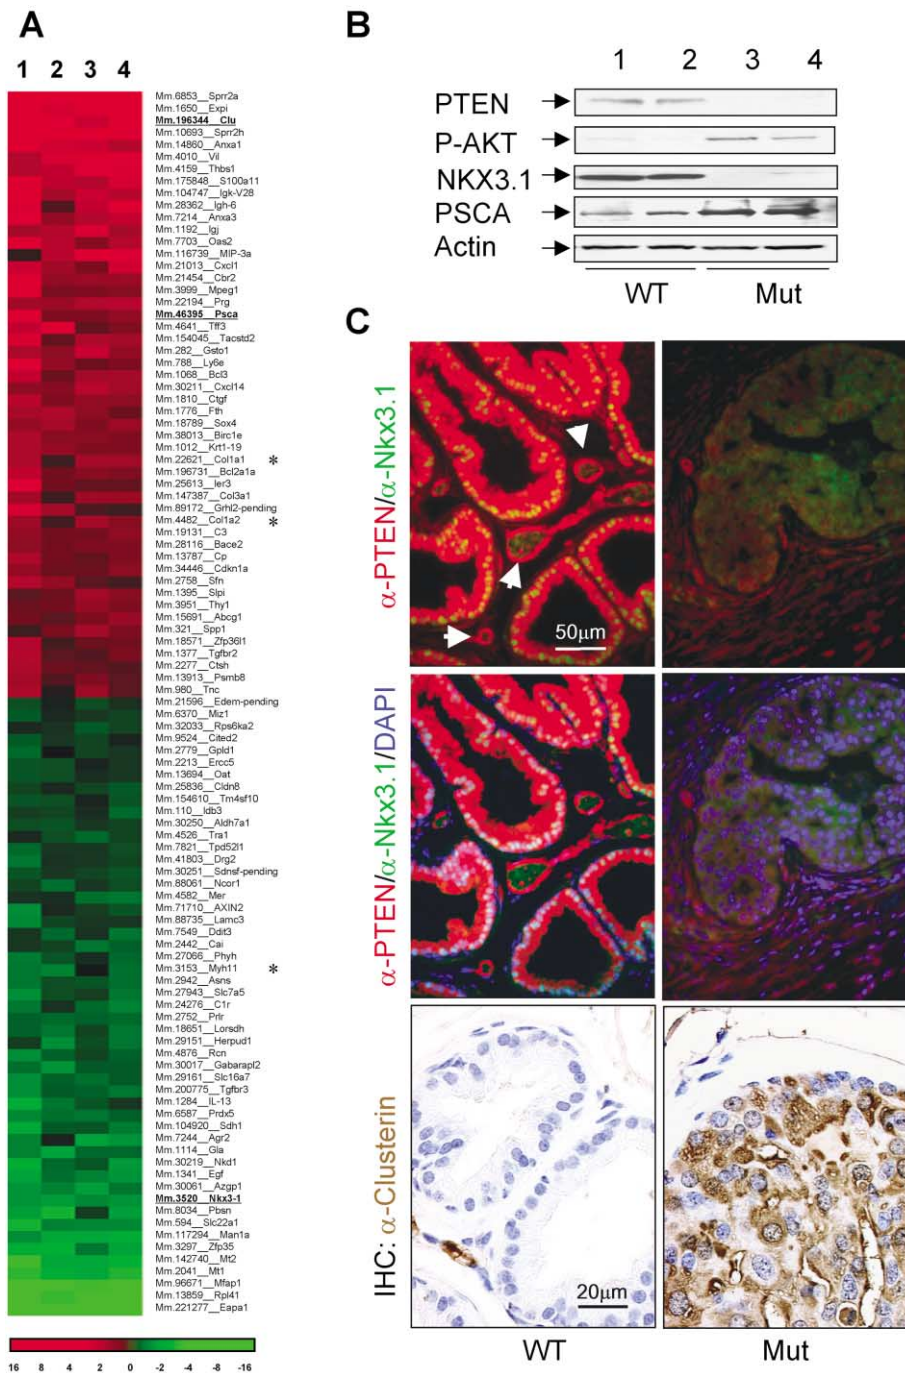 A
1 2 3 4
Mm.6853__Sprr2a
Mm.1650__Expi
Mm.196344__Clu
Mm.10693__Sprr2h
Mm.14860__Anxa1
Mm.4010__Vil
Mm.4159__Thbs1
Mm.175848__S100a11
Mm.104747__Igk-V28
Mm.28362__Igh-6
Mm.7214__Anxa3
Mm.1192__Igj
Mm.7703__Oas2
Mm.116739__MIP-3a
Mm.21013__Cxcl1
Mm.21454__Cbr2
Mm.3999__Mpeg1
Mm.22194__Prg
Mm.46395__Psca
Mm.4641__Tff3
Mm.154045__Tacstd2
Mm.282__Gsto1
Mm.788__Ly6e
Mm.1068__Bcl3
Mm.30211__Cxcl14
Mm.1810__Ctgf
Mm.1776__Fth
Mm.18789__Sox4
Mm.38013__Birc1e
Mm.1012__Krt1-19
Mm.22621__Col1a1 *
Mm.196731__Bcl2a1a
Mm.25613__Ier3
Mm.147387__Col3a1
Mm.89172__Grhl2-pending
Mm.4482__Col1a2 *
Mm.19131__C3
Mm.28116__Bace2
Mm.13787__Cp
Mm.34446__Cdkn1a
Mm.2758__Sfn
Mm.1395__Slpi
Mm.3951__Thy1
Mm.15691__Abcg1
Mm.321__Spp1
Mm.18571__Zfp36l1
Mm.1377__Tgfbr2
Mm.2277__Ctsh
Mm.13913__Psmb8
Mm.980__Tnc
Mm.21596__Edem-pending
Mm.6370__Miz1
Mm.32033__Rps6ka2
Mm.9524__Cited2
Mm.2779__Gpld1
Mm.2213__Ercc5
Mm.13694__Oat
Mm.25836__Cldn8
Mm.154610__Tm4sf10
Mm.110__Idb3
Mm.30250__Aldh7a1
Mm.4526__Tra1
Mm.7821__Tpd52l1
Mm.41803__Drg2
Mm.30251__Sdnsf-pending
Mm.88061__Ncor1
Mm.4582__Mer
Mm.71710__AXIN2
Mm.88735__Lamc3
Mm.7549__Ddit3
Mm.2442__Cai
Mm.27066__Phyh
Mm.3153__Myh11 *
Mm.2942__Asns
Mm.27943__Slc7a5
Mm.24276__C1r
Mm.2752__Prlr
Mm.18651__Lorsdh
Mm.29151__Herpud1
Mm.4876__Rcn
Mm.30017__Gabarapl2
Mm.29161__Slc16a7
Mm.200775__Tgfbr3
Mm.1284__IL-13
Mm.6587__Prdx5
Mm.104920__Sdh1
Mm.7244__Agr2
Mm.1114__Gla
Mm.30219__Nkd1
Mm.1341__Egf
Mm.30061__Azgp1
Mm.3520__Nkx3-1
Mm.8034__Pbsn
Mm.594__Slc22a1
Mm.117294__Man1a
Mm.3297__Zfp35
Mm.142740__Mt2
Mm.2041__Mt1
Mm.96671__Mfap1
Mm.13859__Rpl41
Mm.221277__Eapa1
16 8 4 2 0 -2 -4 -8 -16
B
1 2 3 4
PTEN
P-AKT
NKX3.1
PSCA
Actin
WT Mut
C
α-PTEN/α-Nkx3.1
50μm
α-PTEN/α-Nkx3.1/DAPI
IHC: α-Clusterin
20μm
WT Mut